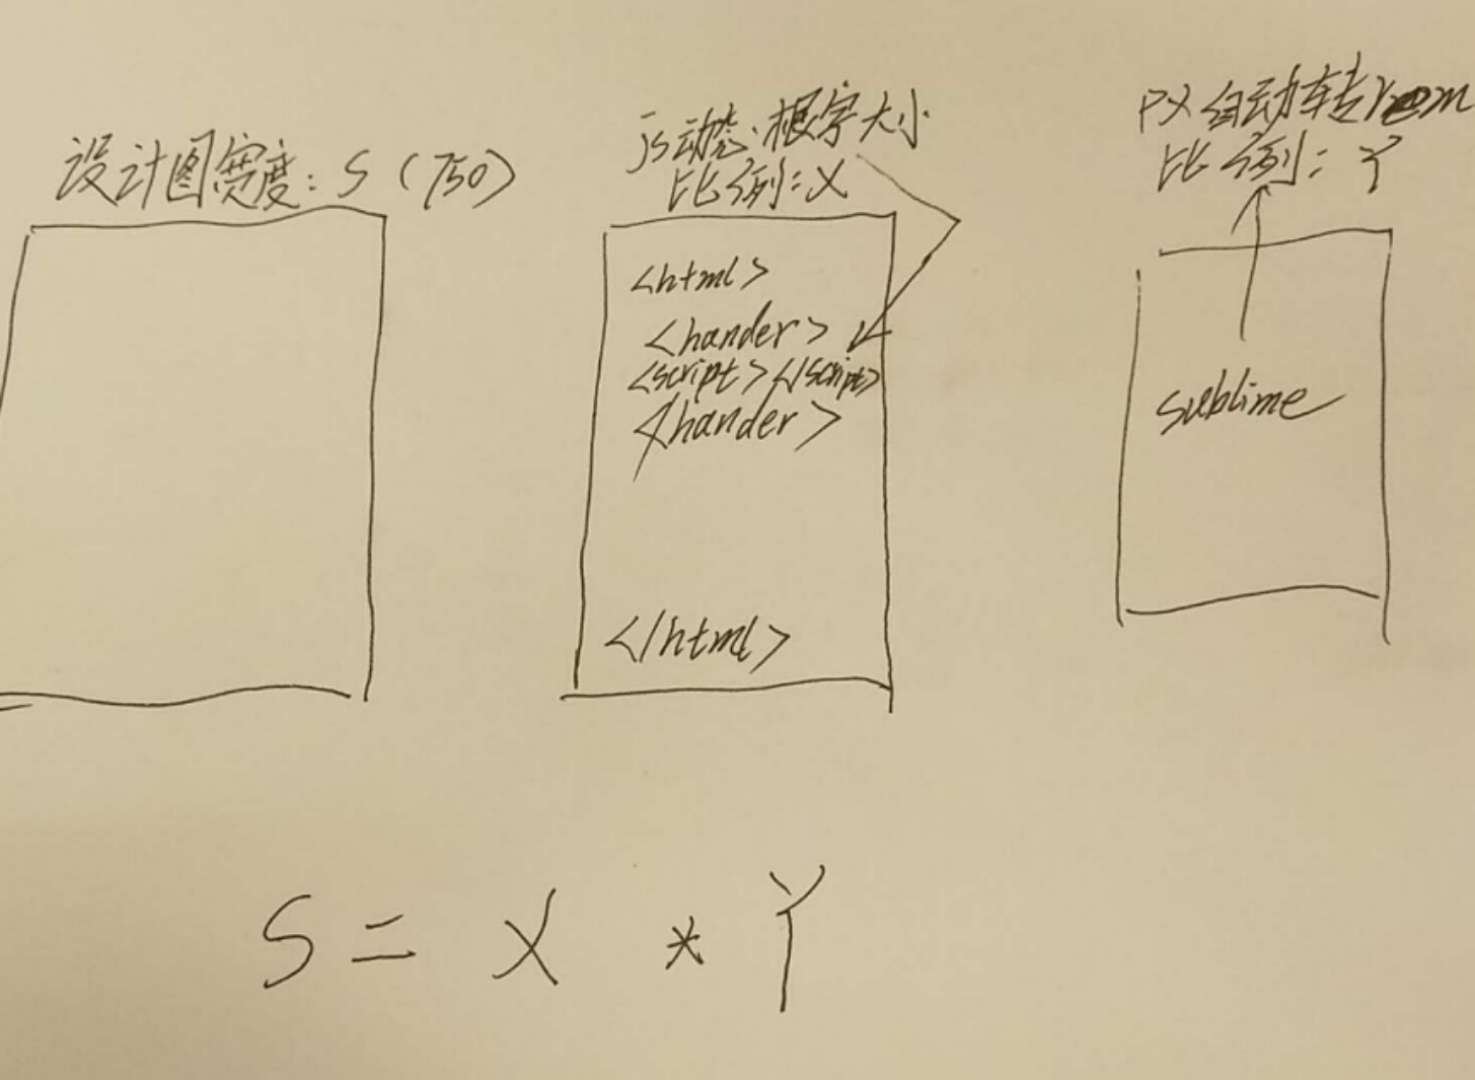 设计图宽度: S (750)
js动态·根字大小
比例: X
<html>
<hander>
<script></script>
</hander>
</html>
PX自动转rem
比例: Y
sublime
S = X * Y